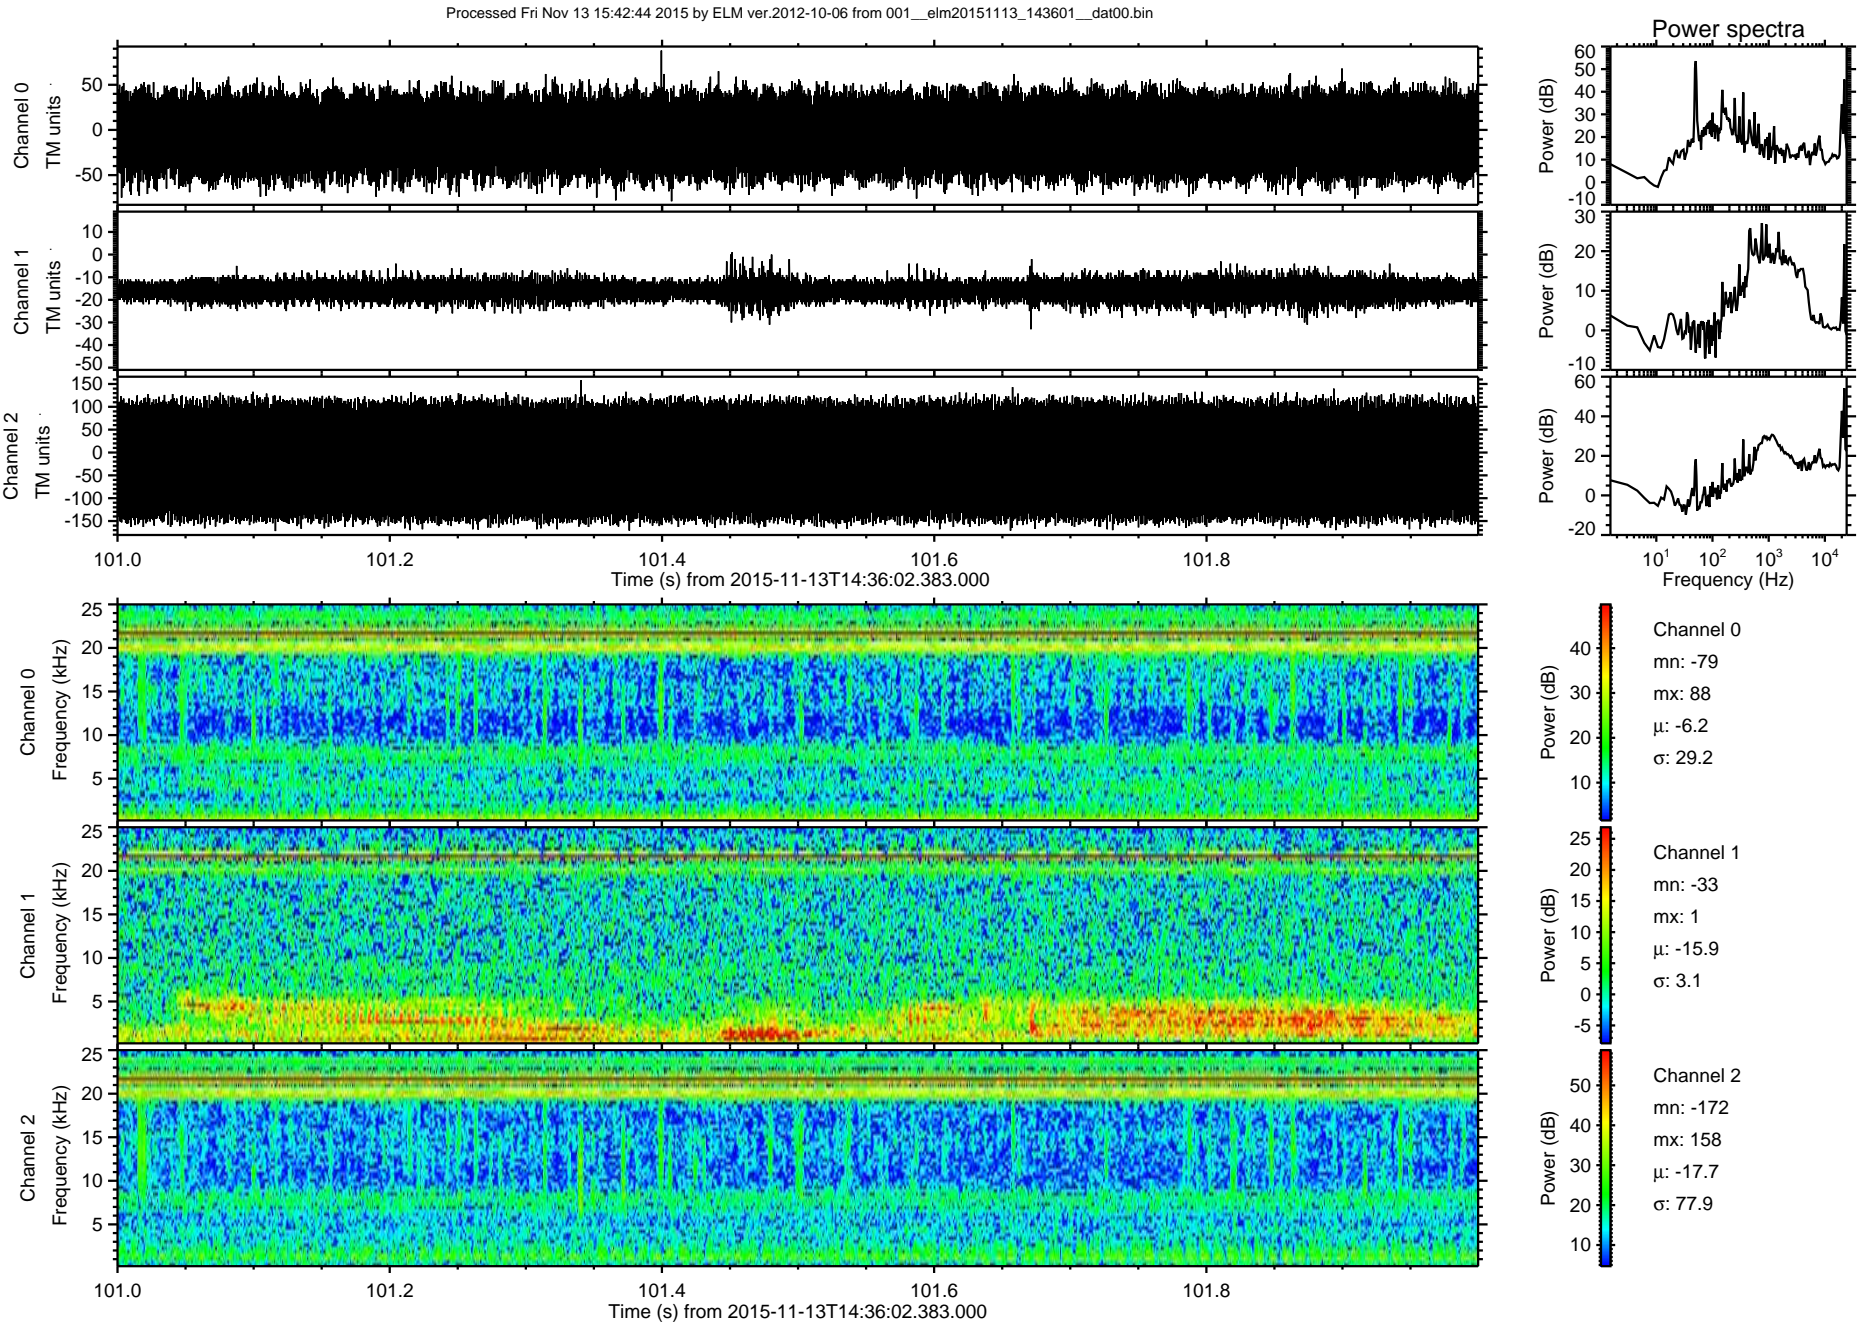 Processed Fri Nov 13 15:42:44 2015 by ELM ver.2012-10-06 from 001__elm20151113_143601__dat00.bin
Power spectra
Channel 0
TM units
50
0
-50
Power (dB)
60
50
40
30
20
10
0
-10
Channel 1
TM units
10
0
-10
-20
-30
-40
-50
Power (dB)
30
20
10
0
-10
Channel 2
TM units
150
100
50
0
-50
-100
-150
Power (dB)
60
40
20
0
-20
101.0 101.2 101.4 101.6 101.8
Time (s) from 2015-11-13T14:36:02.383.000
10¹ 10² 10³ 10⁴
Frequency (Hz)
Channel 0
Frequency (kHz)
25
20
15
10
5
Power (dB)
40
30
20
10
Channel 0
mn: -79
mx: 88
µ: -6.2
σ: 29.2
Channel 1
Frequency (kHz)
25
20
15
10
5
Power (dB)
25
20
15
10
5
0
-5
Channel 1
mn: -33
mx: 1
µ: -15.9
σ: 3.1
Channel 2
Frequency (kHz)
25
20
15
10
5
Power (dB)
50
40
30
20
10
Channel 2
mn: -172
mx: 158
µ: -17.7
σ: 77.9
101.0 101.2 101.4 101.6 101.8
Time (s) from 2015-11-13T14:36:02.383.000